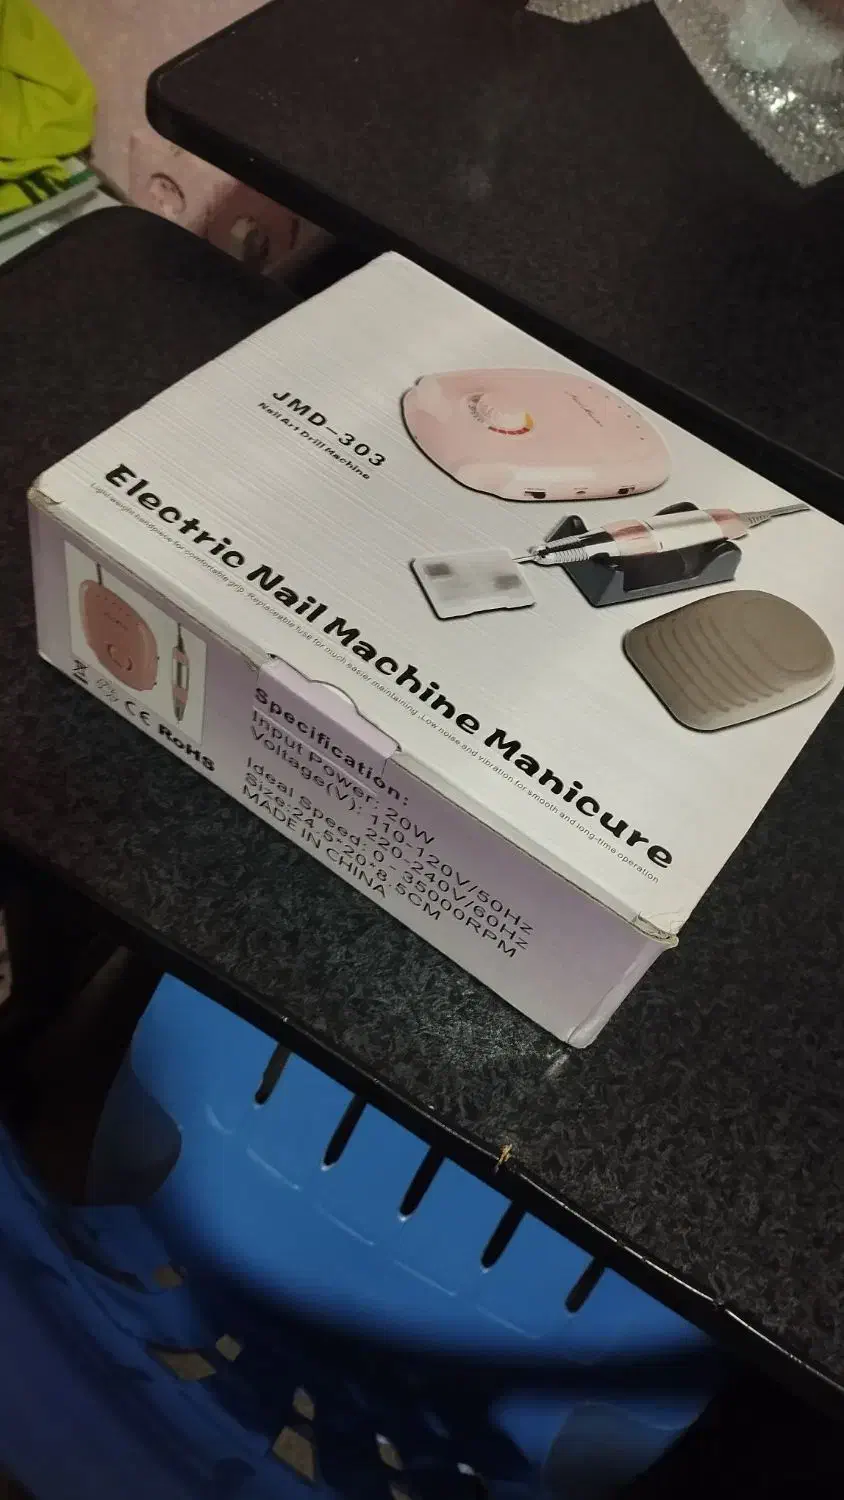 JMD-303
Nail Art Drill Machine
Electric Nail Machine Manicure
Light weight handpiece for comfortable grip . Replaceable fuse for much easier maintaining . Low noise and vibration for smooth and long-time operation
CE RoHS
Specification:
Input Power: 20W
Voltage(V): 110-120V/50Hz
220-240V/60Hz
Ideal Speed: 0 - 35000RPM
Size:24.5*20*8.5CM
MADE IN CHINA